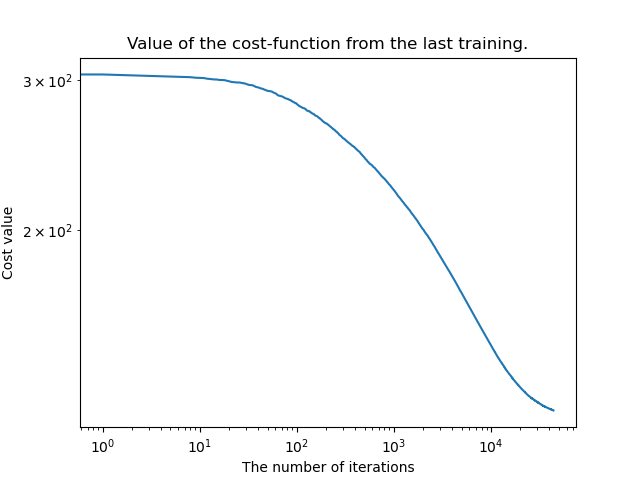 Value of the cost-function from the last training.
3 × 10²
2 × 10²
Cost value
10⁰ 10¹ 10² 10³ 10⁴
The number of iterations